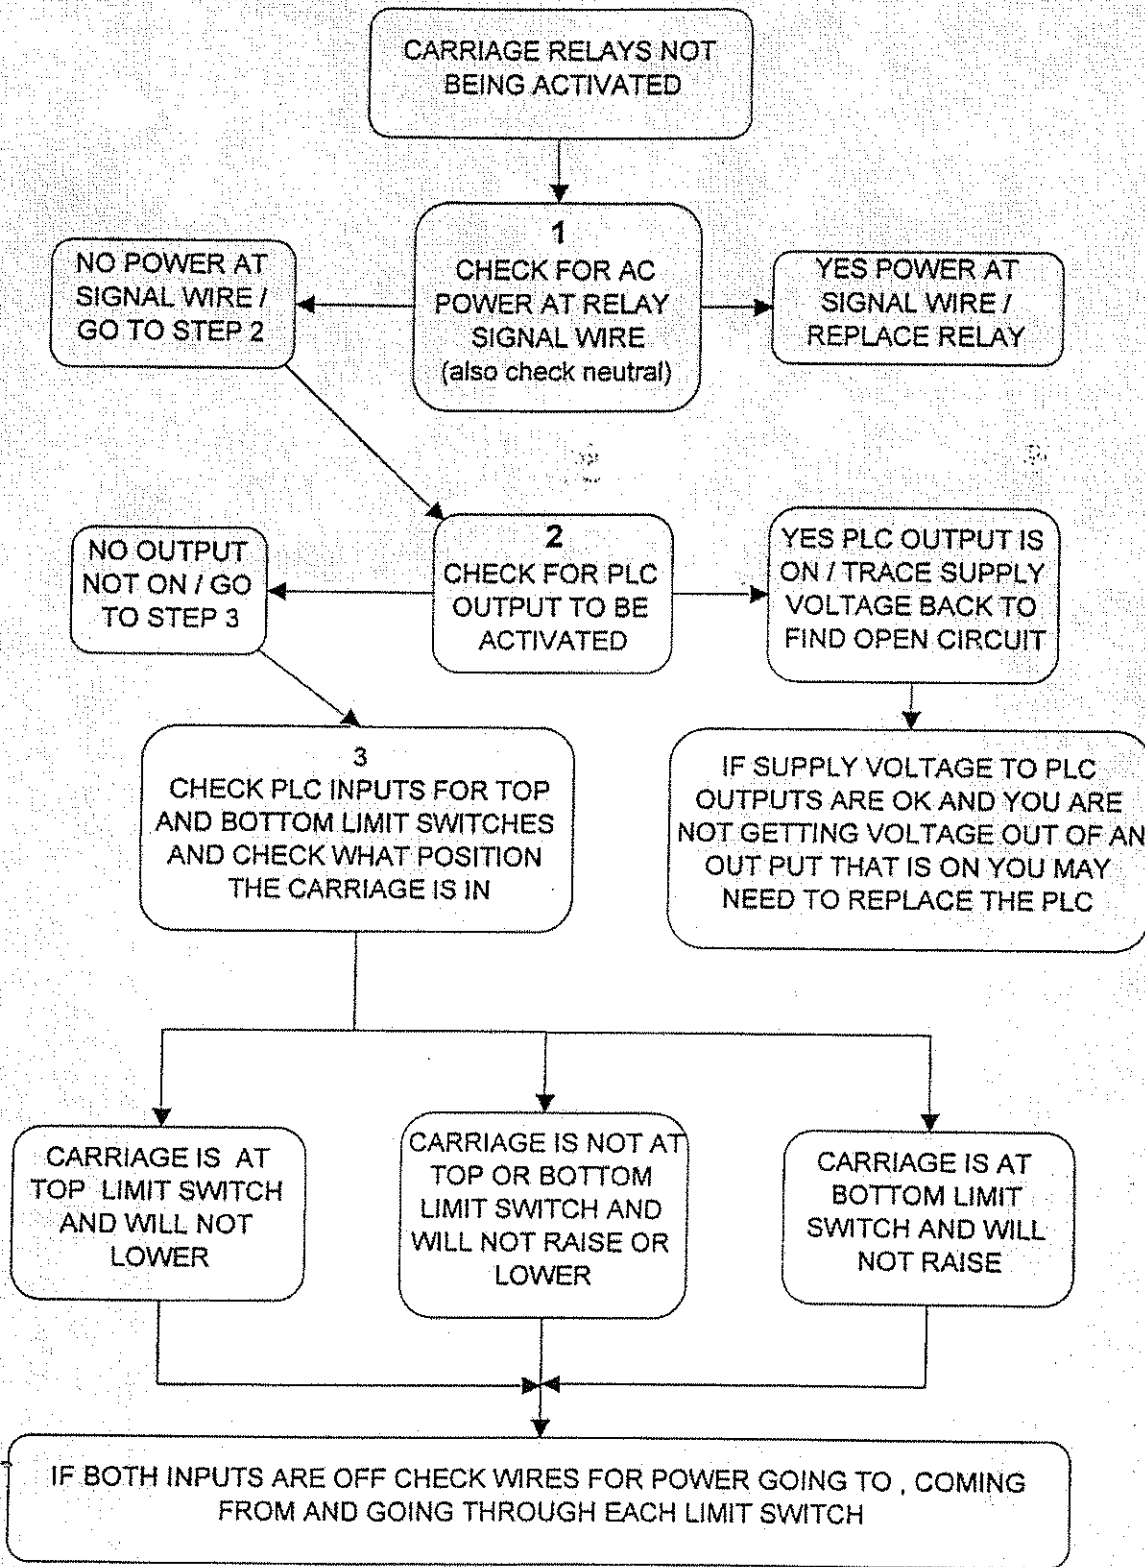 CARRIAGE RELAYS NOT
BEING ACTIVATED
1
CHECK FOR AC
POWER AT RELAY
SIGNAL WIRE
(also check neutral)
NO POWER AT
SIGNAL WIRE /
GO TO STEP 2
YES POWER AT
SIGNAL WIRE /
REPLACE RELAY
2
CHECK FOR PLC
OUTPUT TO BE
ACTIVATED
NO OUTPUT
NOT ON / GO
TO STEP 3
YES PLC OUTPUT IS
ON / TRACE SUPPLY
VOLTAGE BACK TO
FIND OPEN CIRCUIT
3
CHECK PLC INPUTS FOR TOP
AND BOTTOM LIMIT SWITCHES
AND CHECK WHAT POSITION
THE CARRIAGE IS IN
IF SUPPLY VOLTAGE TO PLC
OUTPUTS ARE OK AND YOU ARE
NOT GETTING VOLTAGE OUT OF AN
OUT PUT THAT IS ON YOU MAY
NEED TO REPLACE THE PLC
CARRIAGE IS AT
TOP LIMIT SWITCH
AND WILL NOT
LOWER
CARRIAGE IS NOT AT
TOP OR BOTTOM
LIMIT SWITCH AND
WILL NOT RAISE OR
LOWER
CARRIAGE IS AT
BOTTOM LIMIT
SWITCH AND WILL
NOT RAISE
IF BOTH INPUTS ARE OFF CHECK WIRES FOR POWER GOING TO , COMING
FROM AND GOING THROUGH EACH LIMIT SWITCH